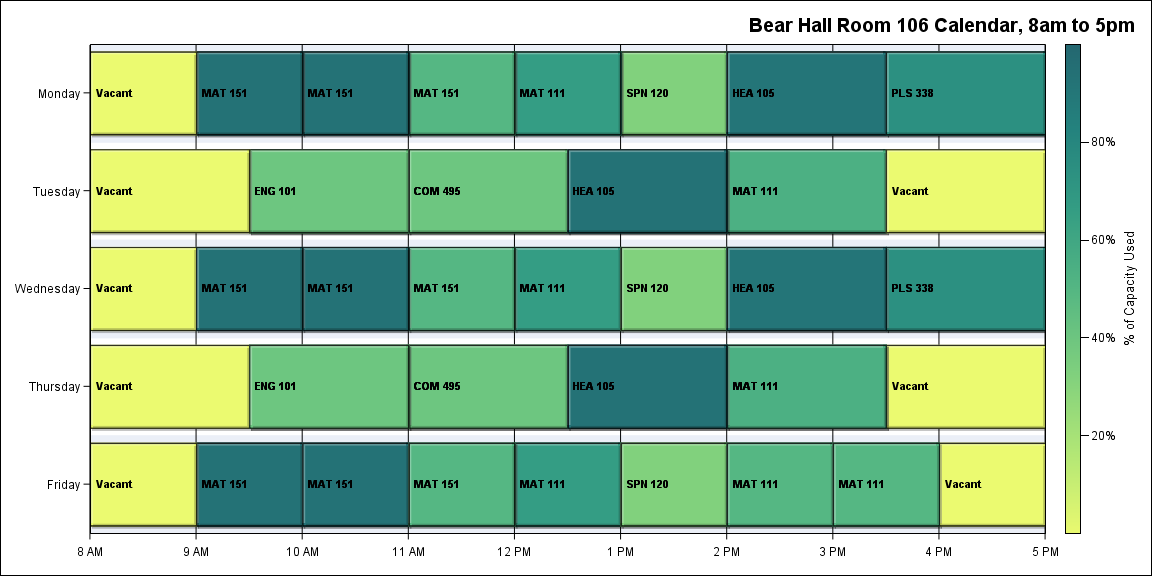 Bear Hall Room 106 Calendar, 8am to 5pm
Monday
Vacant
MAT 151
MAT 151
MAT 151
MAT 111
SPN 120
HEA 105
PLS 338
Tuesday
Vacant
ENG 101
COM 495
HEA 105
MAT 111
Vacant
Wednesday
Vacant
MAT 151
MAT 151
MAT 151
MAT 111
SPN 120
HEA 105
PLS 338
Thursday
Vacant
ENG 101
COM 495
HEA 105
MAT 111
Vacant
Friday
Vacant
MAT 151
MAT 151
MAT 151
MAT 111
SPN 120
MAT 111
MAT 111
Vacant
8 AM
9 AM
10 AM
11 AM
12 PM
1 PM
2 PM
3 PM
4 PM
5 PM
80%
60%
40%
20%
% of Capacity Used